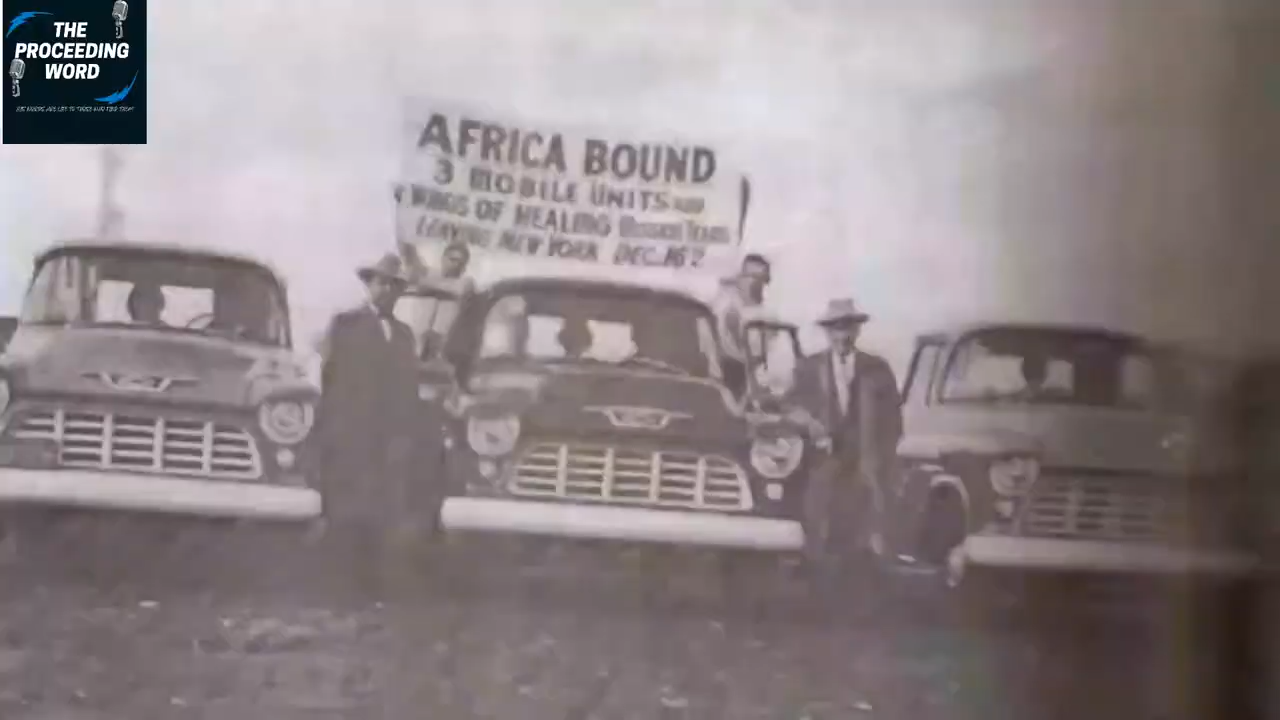 THE
PROCEEDING
WORD
AFRICA BOUND
3 MOBILE UNITS
WINGS OF HEALING
LEAVING NEW YORK DEC.